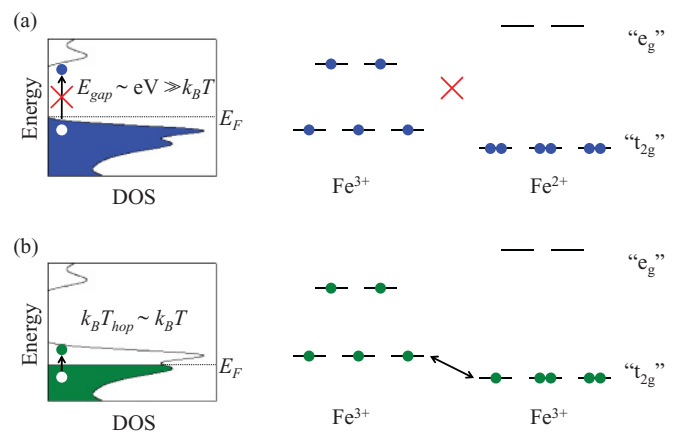 (a)
Energy
E_gap ~ eV ≫ k_BT
E_F
DOS
“e_g”
“t_2g”
Fe³⁺
Fe²⁺
(b)
Energy
k_BT_hop ~ k_BT
E_F
DOS
“e_g”
“t_2g”
Fe³⁺
Fe³⁺